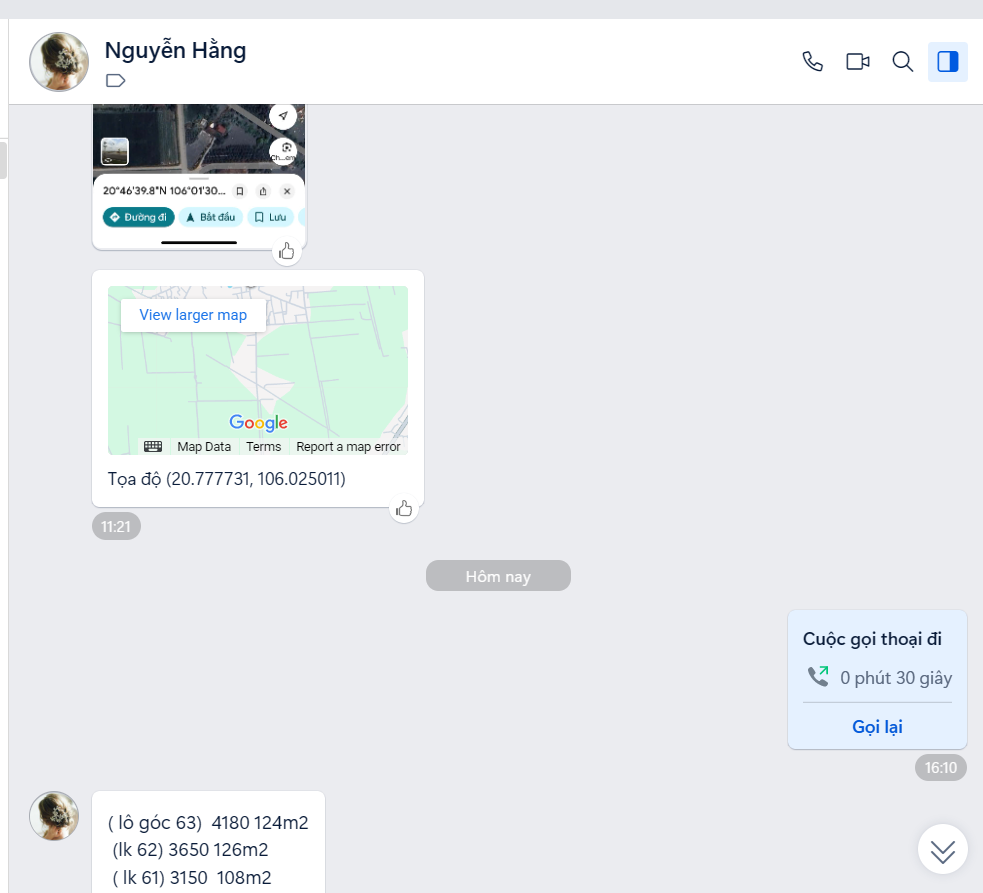 Nguyễn Hằng
Ch...em
20°46'39.8"N 106°01'30...
Đường đi
Bắt đầu
Lưu
View larger map
Google
Map Data
Terms
Report a map error
Tọa độ (20.777731, 106.025011)
11:21
Hôm nay
Cuộc gọi thoại đi
0 phút 30 giây
Gọi lại
16:10
( lô góc 63)  4180 124m2
(lk 62) 3650 126m2
( lk 61) 3150  108m2